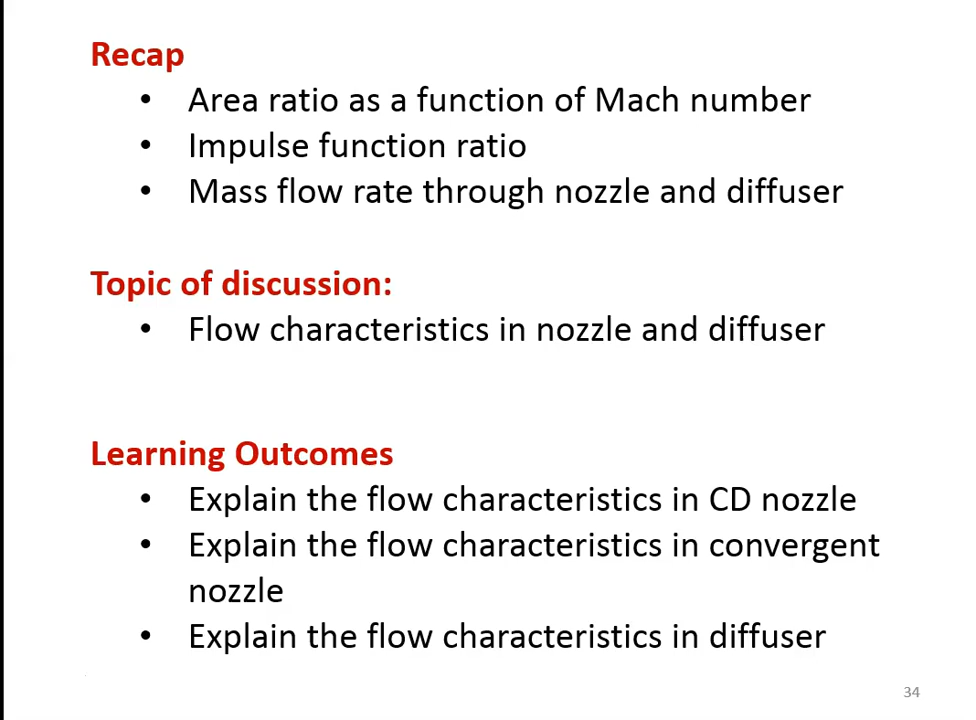 Recap
• Area ratio as a function of Mach number
• Impulse function ratio
• Mass flow rate through nozzle and diffuser
Topic of discussion:
• Flow characteristics in nozzle and diffuser
Learning Outcomes
• Explain the flow characteristics in CD nozzle
• Explain the flow characteristics in convergent
nozzle
• Explain the flow characteristics in diffuser
34